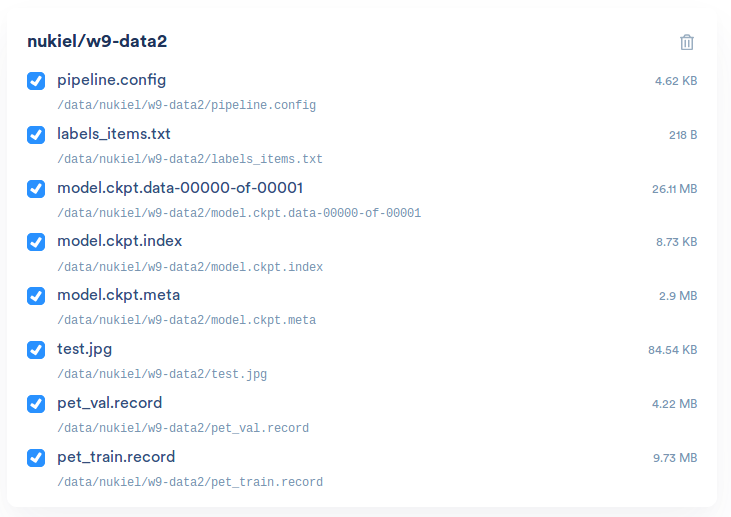 nukiel/w9-data2
pipeline.config 4.62 KB
/data/nukiel/w9-data2/pipeline.config
labels_items.txt 218 B
/data/nukiel/w9-data2/labels_items.txt
model.ckpt.data-00000-of-00001 26.11 MB
/data/nukiel/w9-data2/model.ckpt.data-00000-of-00001
model.ckpt.index 8.73 KB
/data/nukiel/w9-data2/model.ckpt.index
model.ckpt.meta 2.9 MB
/data/nukiel/w9-data2/model.ckpt.meta
test.jpg 84.54 KB
/data/nukiel/w9-data2/test.jpg
pet_val.record 4.22 MB
/data/nukiel/w9-data2/pet_val.record
pet_train.record 9.73 MB
/data/nukiel/w9-data2/pet_train.record